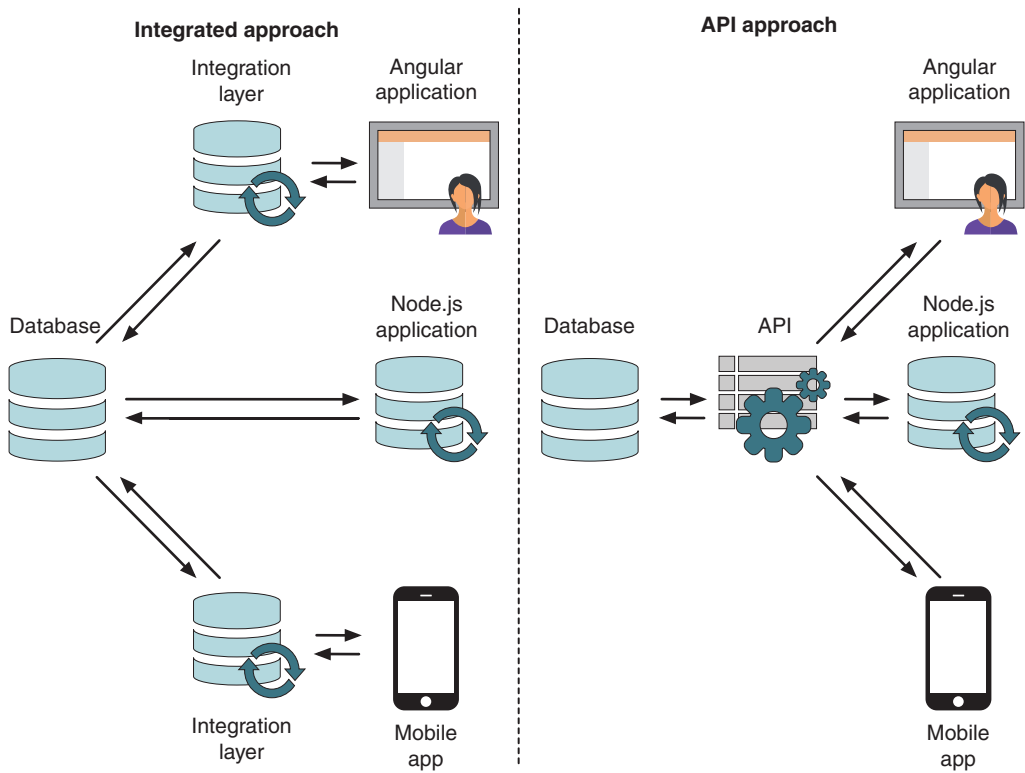 Integrated approach
Integration
layer
Angular
application
Database
Node.js
application
Integration
layer
Mobile
app
API approach
Angular
application
Database
API
Node.js
application
Mobile
app